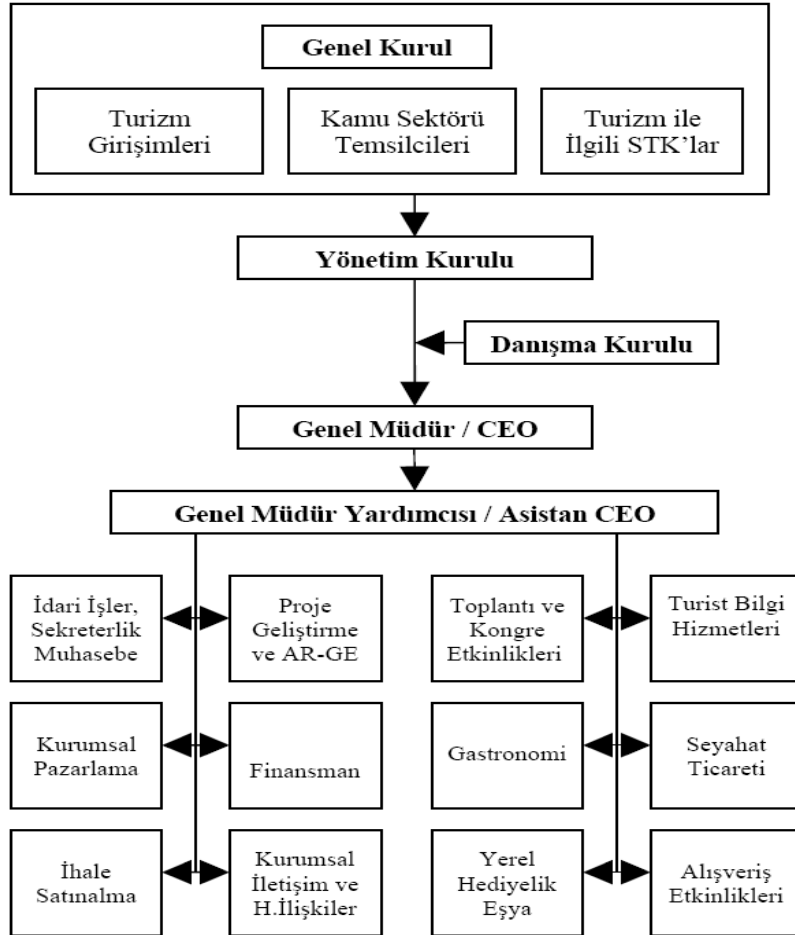 Genel Kurul
Turizm
Girişimleri
Kamu Sektörü
Temsilcileri
Turizm ile
İlgili STK’lar
Yönetim Kurulu
Danışma Kurulu
Genel Müdür / CEO
Genel Müdür Yardımcısı / Asistan CEO
İdari İşler,
Sekreterlik
Muhasebe
Proje
Geliştirme
ve AR-GE
Toplantı ve
Kongre
Etkinlikleri
Turist Bilgi
Hizmetleri
Kurumsal
Pazarlama
Finansman
Gastronomi
Seyahat
Ticareti
İhale
Satınalma
Kurumsal
İletişim ve
H.İlişkiler
Yerel
Hediyelik
Eşya
Alışveriş
Etkinlikleri